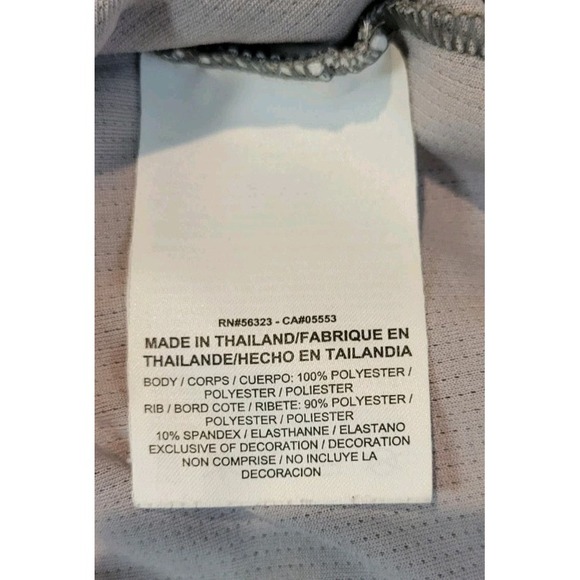 RN#56323 - CA#05553
MADE IN THAILAND/FABRIQUE EN
THAILANDE/HECHO EN TAILANDIA
BODY / CORPS / CUERPO: 100% POLYESTER /
POLYESTER / POLIESTER
RIB / BORD COTE / RIBETE: 90% POLYESTER /
POLYESTER / POLIESTER
10% SPANDEX / ELASTHANNE / ELASTANO
EXCLUSIVE OF DECORATION / DECORATION
NON COMPRISE / NO INCLUYE LA
DECORACION